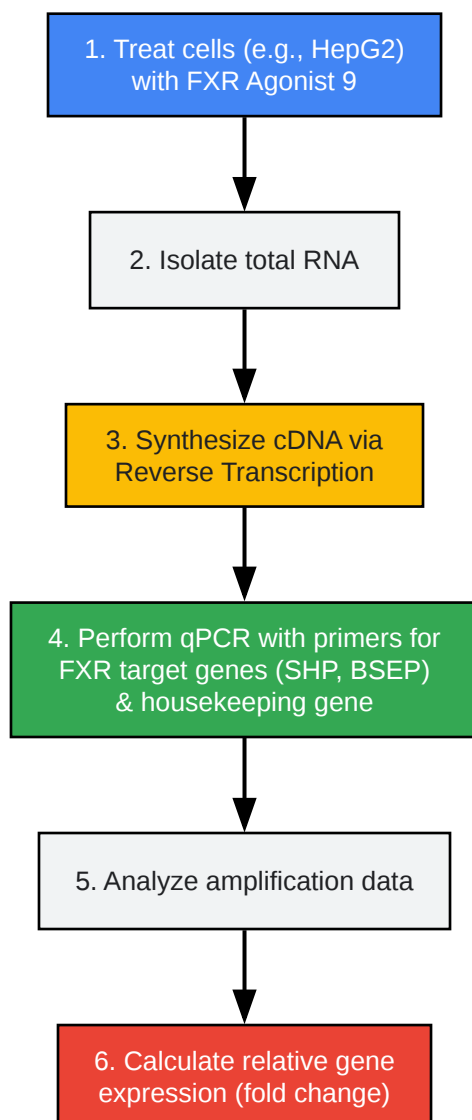 1. Treat cells (e.g., HepG2)
with FXR Agonist 9
2. Isolate total RNA
3. Synthesize cDNA via
Reverse Transcription
4. Perform qPCR with primers for
FXR target genes (SHP, BSEP)
& housekeeping gene
5. Analyze amplification data
6. Calculate relative gene
expression (fold change)